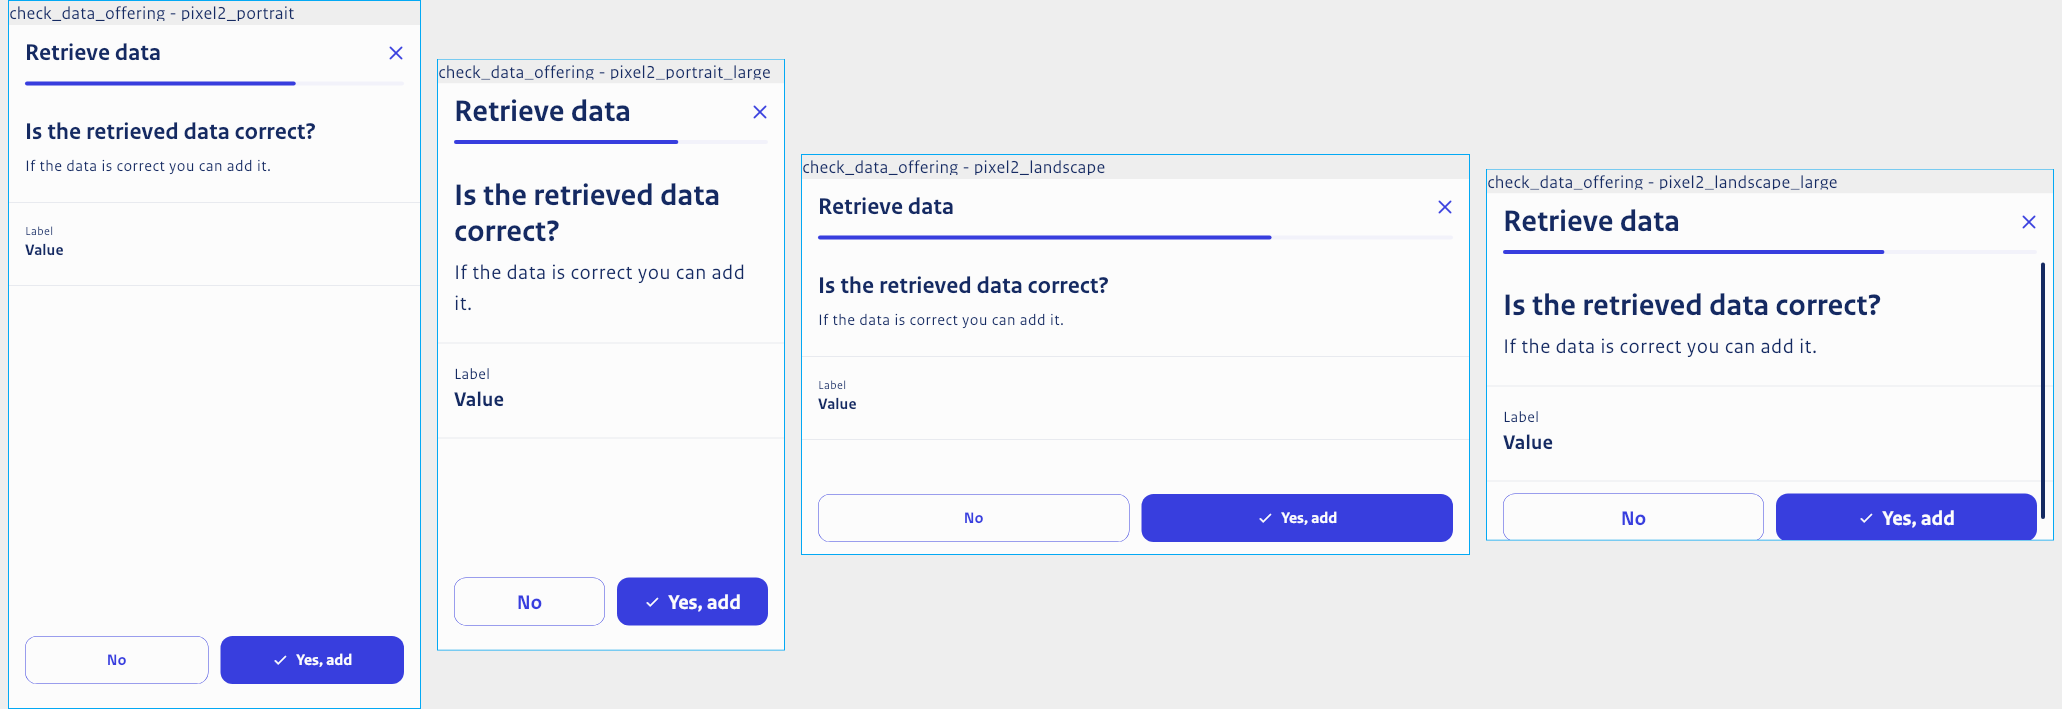 check_data_offering - pixel2_portrait
Retrieve data
Is the retrieved data correct?
If the data is correct you can add it.
Label
Value
No
Yes, add
check_data_offering - pixel2_portrait_large
Retrieve data
Is the retrieved data
correct?
If the data is correct you can add
it.
Label
Value
No
Yes, add
check_data_offering - pixel2_landscape
Retrieve data
Is the retrieved data correct?
If the data is correct you can add it.
Label
Value
No
Yes, add
check_data_offering - pixel2_landscape_large
Retrieve data
Is the retrieved data correct?
If the data is correct you can add it.
Label
Value
No
Yes, add